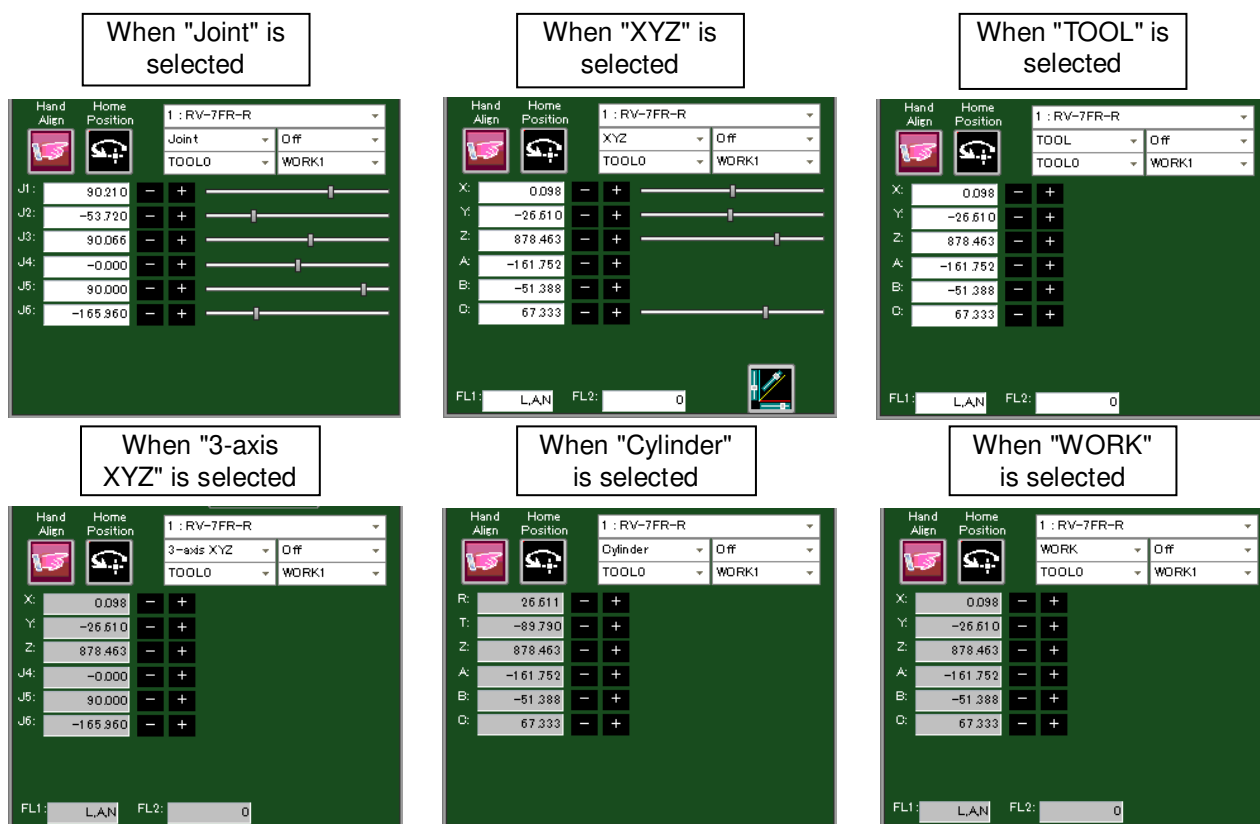 When "Joint" is
selected
When "XYZ" is
selected
When "TOOL" is
selected
Hand Home
Align Position
1 : RV-7FR-R
Joint Off
TOOL0 WORK1
J1: 90.210 − +
J2: −53.720 − +
J3: 90.066 − +
J4: −0.000 − +
J5: 90.000 − +
J6: −165.960 − +
Hand Home
Align Position
1 : RV-7FR-R
XYZ Off
TOOL0 WORK1
X: 0.098 − +
Y: −26.610 − +
Z: 878.463 − +
A: −161.752 − +
B: −51.388 − +
C: 67.333 − +
FL1: L,A,N FL2: 0
Hand Home
Align Position
1 : RV-7FR-R
TOOL Off
TOOL0 WORK1
X: 0.098 − +
Y: −26.610 − +
Z: 878.463 − +
A: −161.752 − +
B: −51.388 − +
C: 67.333 − +
FL1: L,A,N FL2: 0
When "3-axis
XYZ" is selected
When "Cylinder"
is selected
When "WORK"
is selected
Hand Home
Align Position
1 : RV-7FR-R
3-axis XYZ Off
TOOL0 WORK1
X: 0.098 − +
Y: −26.610 − +
Z: 878.463 − +
J4: −0.000 − +
J5: 90.000 − +
J6: −165.960 − +
FL1: L,A,N FL2: 0
Hand Home
Align Position
1 : RV-7FR-R
Cylinder Off
TOOL0 WORK1
R: 26.611 − +
T: −89.790 − +
Z: 878.463 − +
A: −161.752 − +
B: −51.388 − +
C: 67.333 − +
Hand Home
Align Position
1 : RV-7FR-R
WORK Off
TOOL0 WORK1
X: 0.098 − +
Y: −26.610 − +
Z: 878.463 − +
A: −161.752 − +
B: −51.388 − +
C: 67.333 − +
FL1: L,A,N FL2: 0